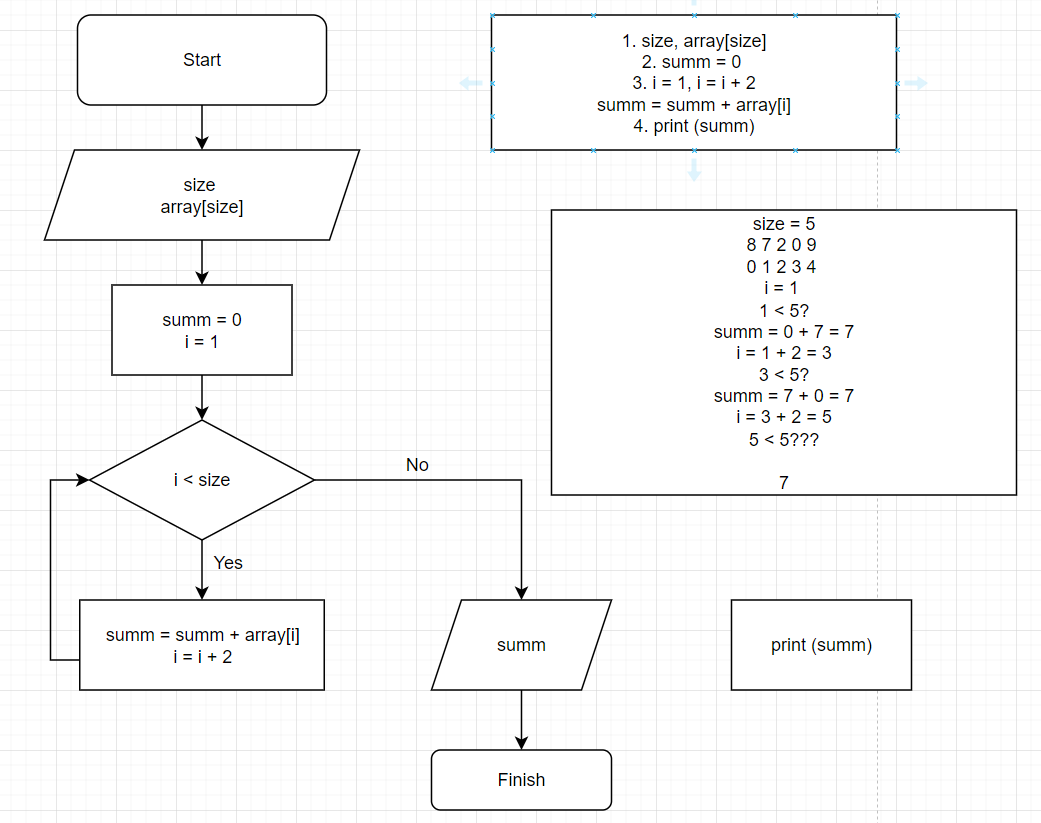 Start
size
array[size]
summ = 0
i = 1
i < size
No
Yes
summ = summ + array[i]
i = i + 2
summ
Finish
1. size, array[size]
2. summ = 0
3. i = 1, i = i + 2
summ = summ + array[i]
4. print (summ)
size = 5
8 7 2 0 9
0 1 2 3 4
i = 1
1 < 5?
summ = 0 + 7 = 7
i = 1 + 2 = 3
3 < 5?
summ = 7 + 0 = 7
i = 3 + 2 = 5
5 < 5???
7
print (summ)